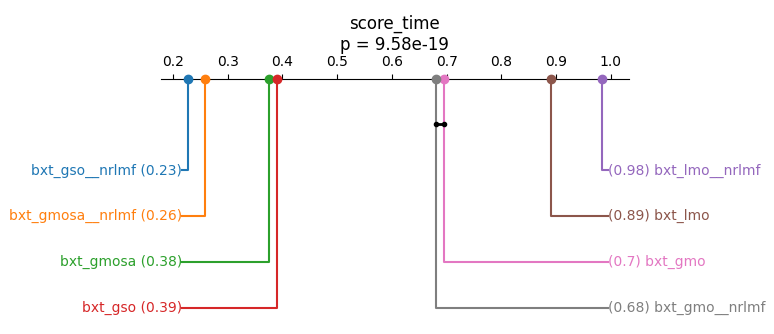 score_time
p = 9.58e-19
0.2 0.3 0.4 0.5 0.6 0.7 0.8 0.9 1.0
bxt_gso__nrlmf (0.23) (0.98) bxt_lmo__nrlmf
bxt_gmosa__nrlmf (0.26) (0.89) bxt_lmo
bxt_gmosa (0.38) (0.7) bxt_gmo
bxt_gso (0.39) (0.68) bxt_gmo__nrlmf